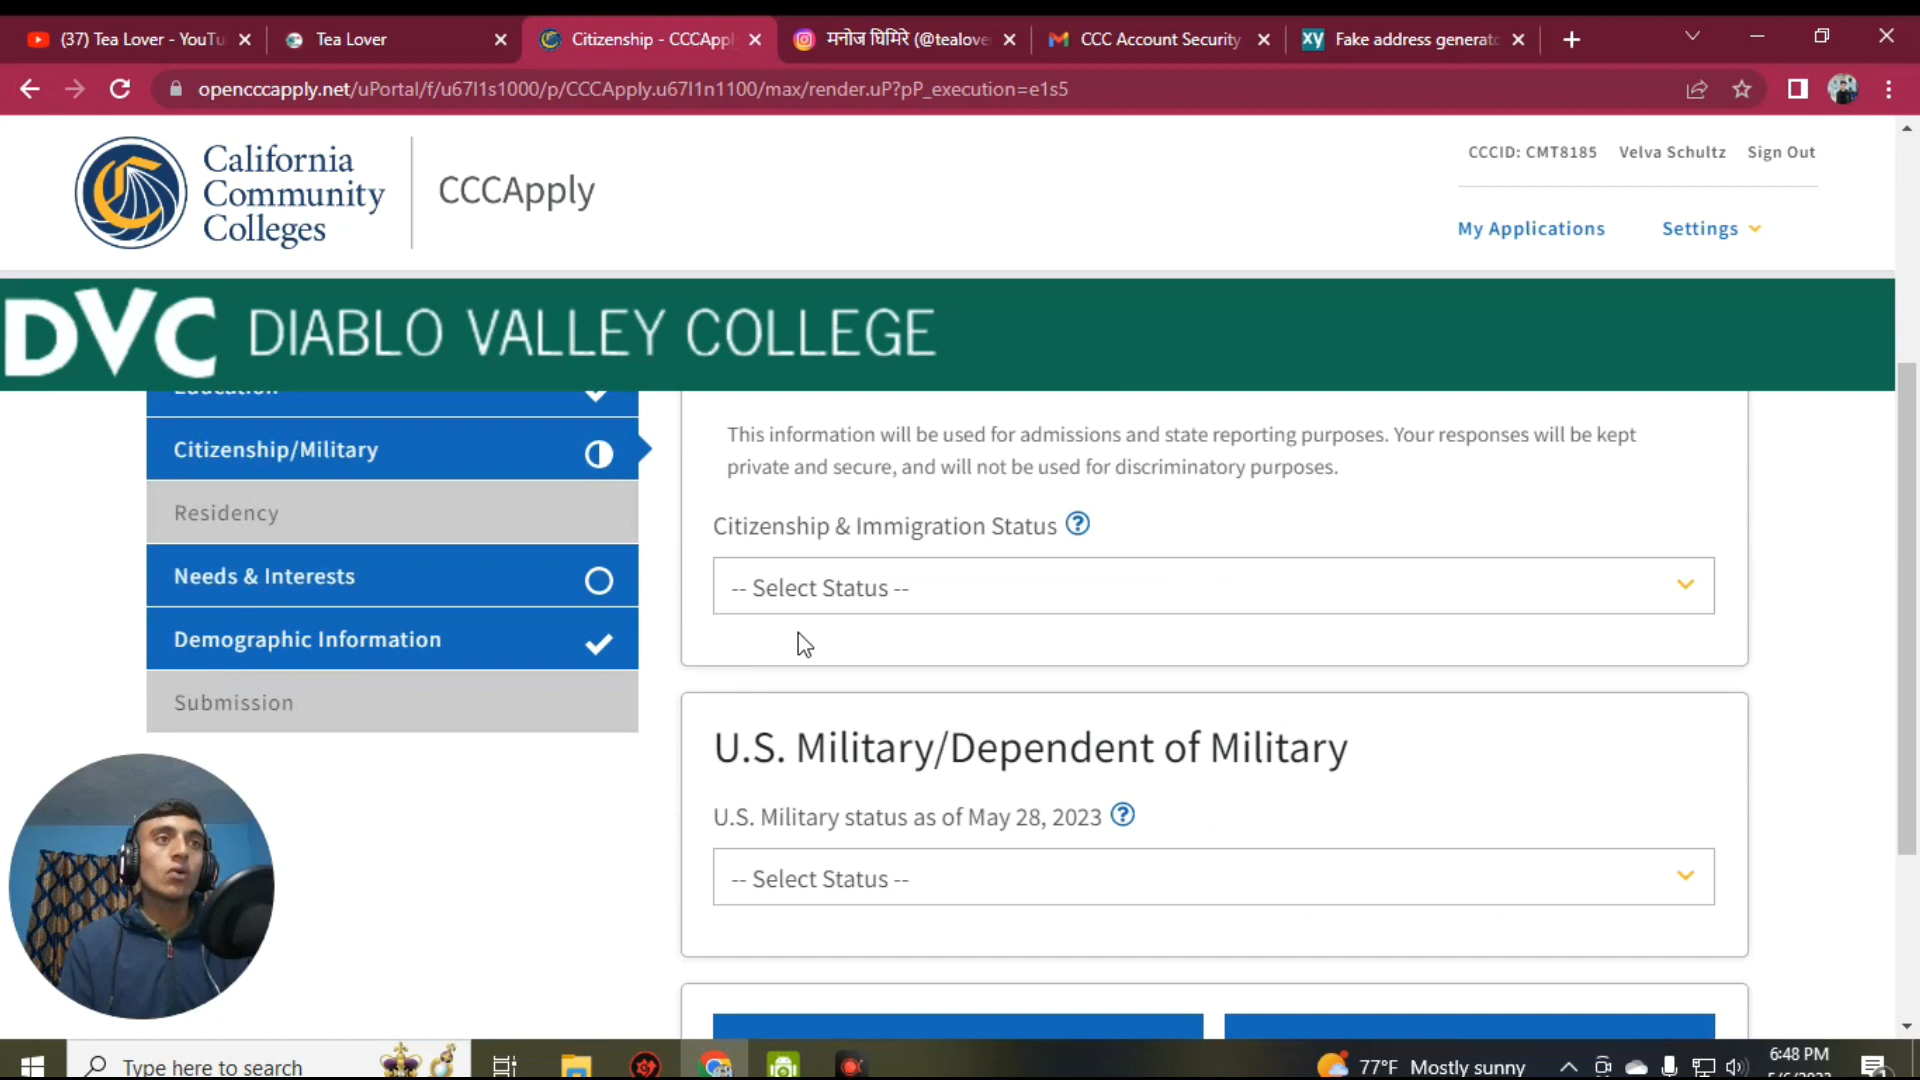 (37) Tea Lover - YouTu
Tea Lover
Citizenship - CCCAppl
मनोज घिमिरे (@tealove
CCC Account Security
xy Fake address generat
opencccapply.net/uPortal/f/u67l1s1000/p/CCCApply.u67l1n1100/max/render.uP?pP_execution=e1s5
California
Community
Colleges
CCCApply
CCCID: CMT8185 Velva Schultz Sign Out
My Applications Settings
DVC DIABLO VALLEY COLLEGE
Education
Citizenship/Military
Residency
Needs & Interests
Demographic Information
Submission
This information will be used for admissions and state reporting purposes. Your responses will be kept
private and secure, and will not be used for discriminatory purposes.
Citizenship & Immigration Status ?
-- Select Status --
U.S. Military/Dependent of Military
U.S. Military status as of May 28, 2023 ?
-- Select Status --
Type here to search
77°F Mostly sunny
6:48 PM